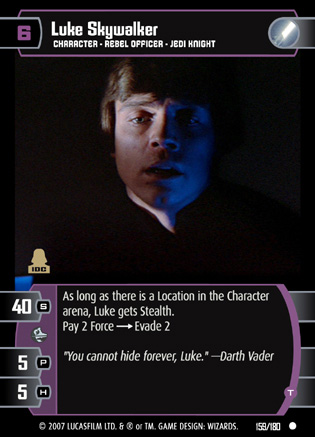 6
Luke Skywalker
CHARACTER • REBEL OFFICER • JEDI KNIGHT
IDC
40 S
As long as there is a Location in the Character
arena, Luke gets Stealth.
Pay 2 Force → Evade 2
5 P
"You cannot hide forever, Luke." —Darth Vader
5 H
T
© 2007 LUCASFILM LTD. & ® or TM. GAME DESIGN: WIZARDS.
159/180